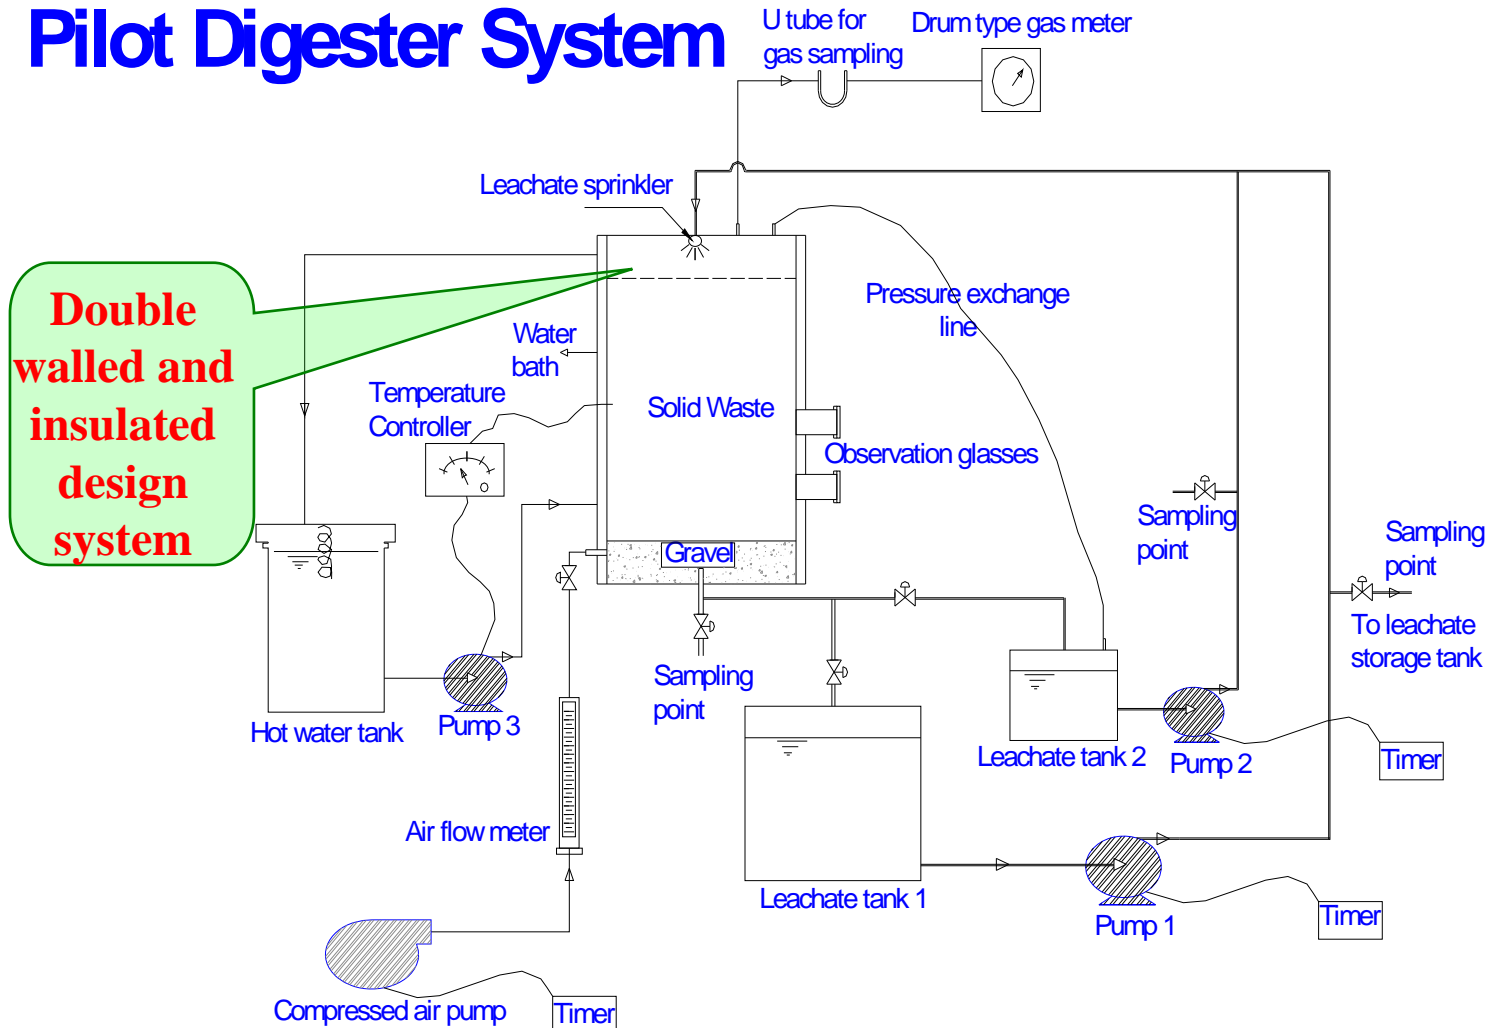 Pilot Digester System
U tube for
gas sampling
Drum type gas meter
Leachate sprinkler
Double
walled and
insulated
design
system
Pressure exchange
line
Water
bath
Temperature
Controller
Solid Waste
Observation glasses
Sampling
point
Sampling
point
Gravel
To leachate
storage tank
Sampling
point
Hot water tank
Pump 3
Leachate tank 2
Pump 2
Timer
Air flow meter
Leachate tank 1
Pump 1
Timer
Compressed air pump
Timer